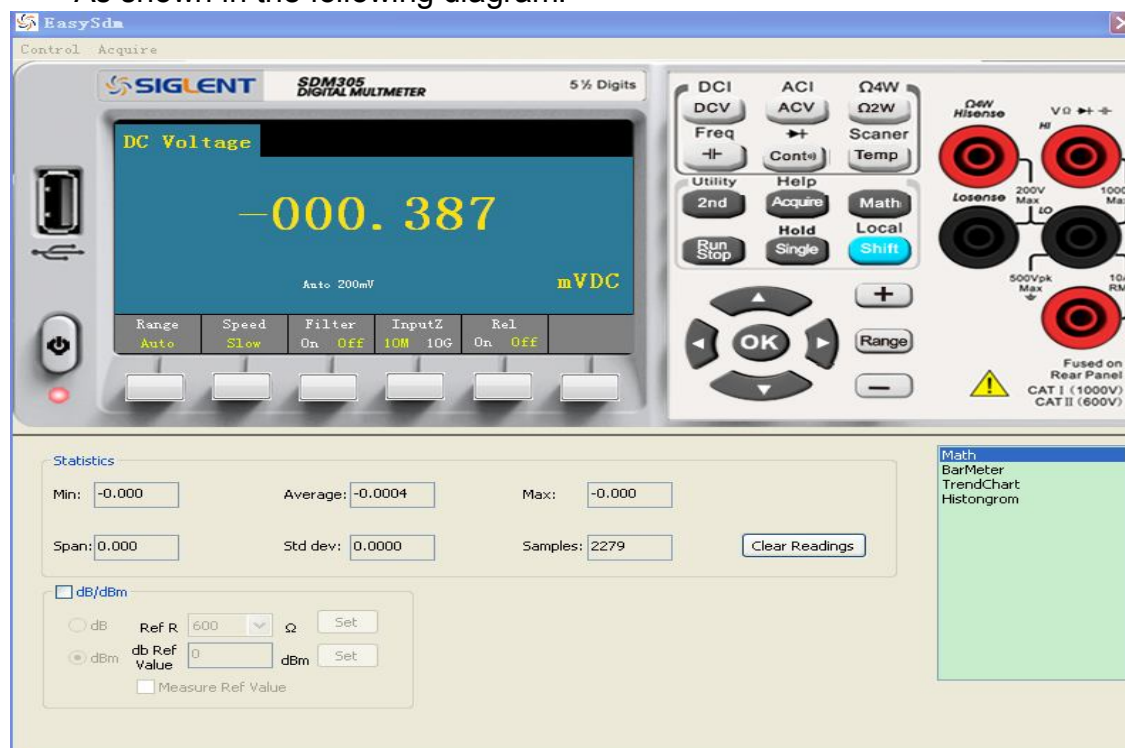 As shown in the following diagram:
EasySdm
Control Acquire
SIGLENT SDM305 DIGITAL MULTMETER 5½ Digits
DC Voltage
-000.387
Auto 200mV mVDC
Range Speed Filter InputZ Rel
Auto Slow On Off 10M 10G On Off
DCI ACI Ω4W
DCV ACV Ω2W
Freq Scaner
Cont Temp
Utility Help
2nd Acquire Math
Hold Local
Run Stop Single Shift
+
OK Range
−
Ω4W Hisense VΩ
HI
Losense 200V Max
LO
500Vpk Max
Fused on
Rear Panel
CAT I (1000V)
CAT II (600V)
Statistics
Min: -0.000 Average: -0.0004 Max: -0.000
Span: 0.000 Std dev: 0.0000 Samples: 2279 Clear Readings
dB/dBm
dB Ref R 600 Ω Set
dBm db Ref Value 0 dBm Set
Measure Ref Value
Math
BarMeter
TrendChart
Histongrom